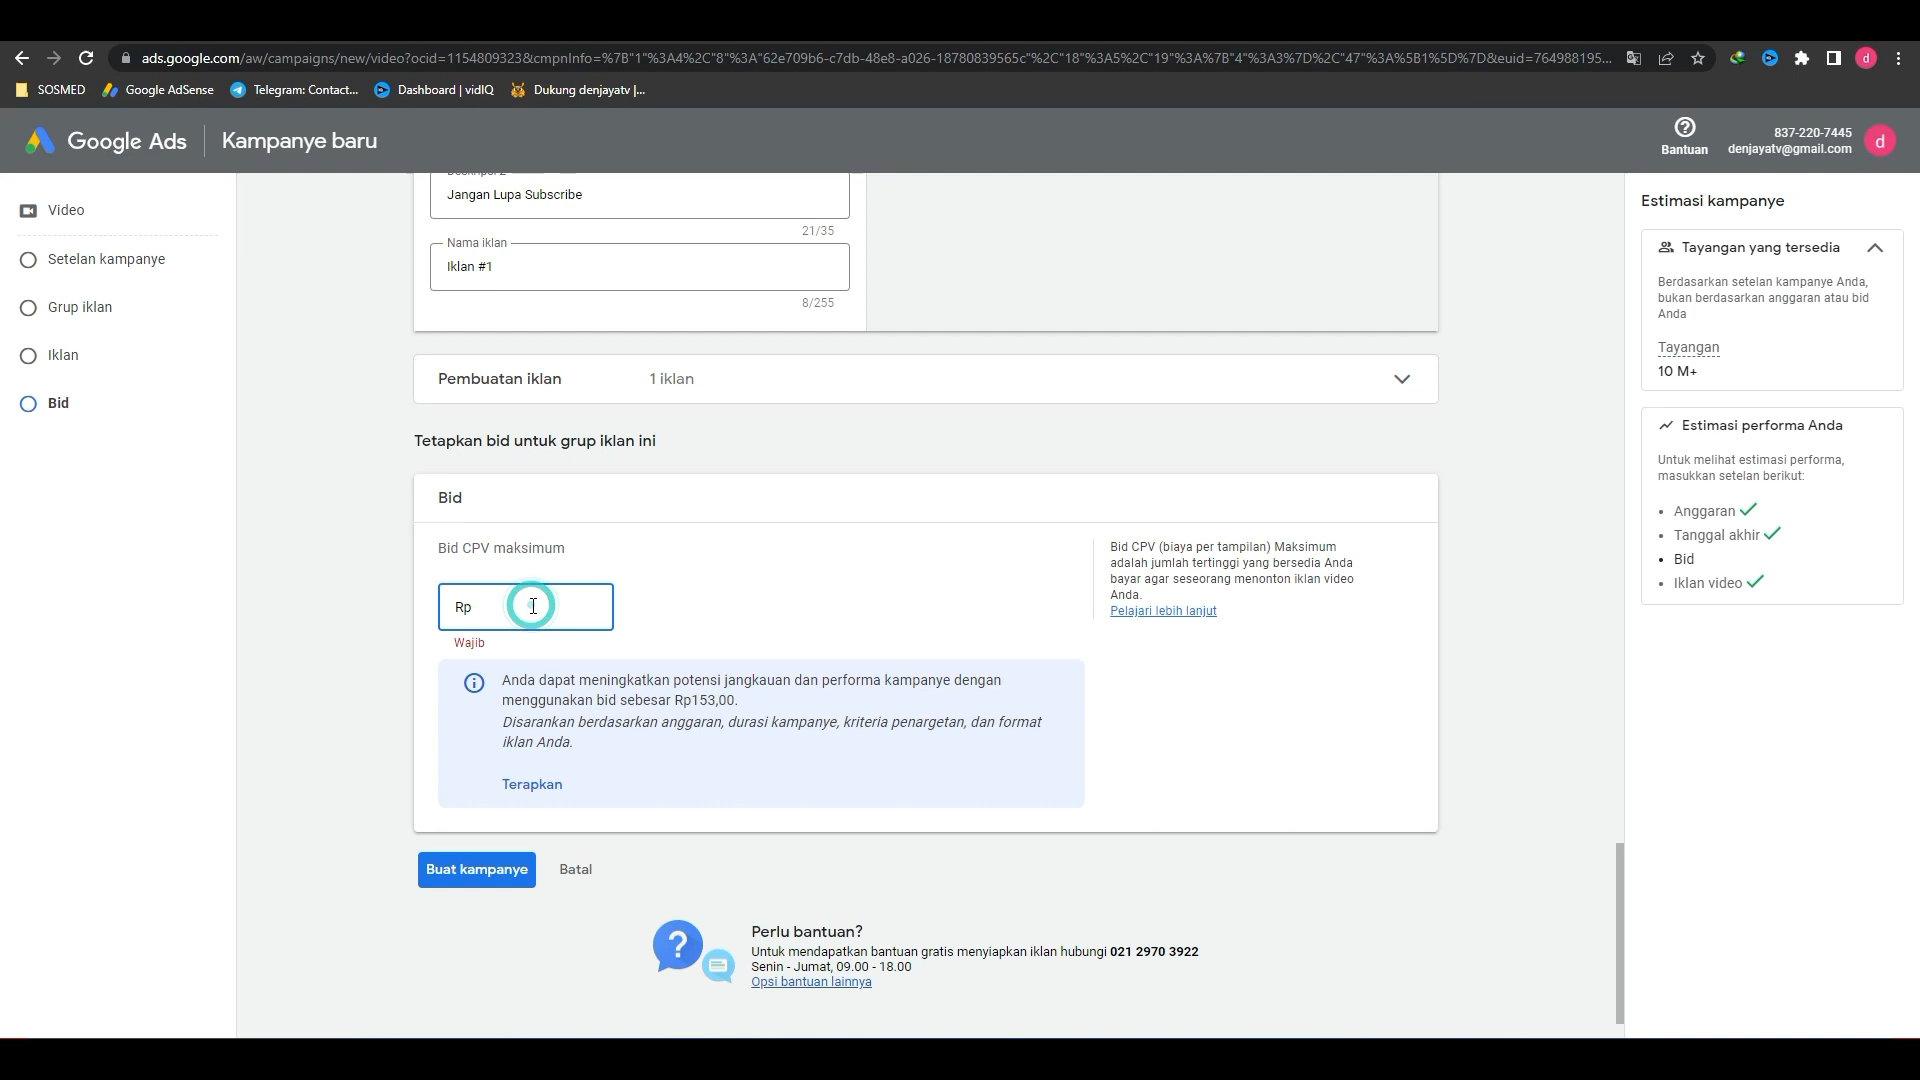 ads.google.com/aw/campaigns/new/video?ocid=1154809323&cmpnInfo=%7B"1"%3A4%2C"8"%3A"62e709b6-c7db-48e8-a026-18780839565c"%2C"18"%3A5%2C"19"%3A%7B"4"%3A3%7D%2C"47"%3A%5B1%5D%7D&euid=764988195...
d
SOSMED
Google AdSense
Telegram: Contact...
Dashboard | vidIQ
Dukung denjayatv |...
Google Ads
Kampanye baru
Bantuan
837-220-7445
denjayatv@gmail.com
d
Video
Setelan kampanye
Grup iklan
Iklan
Bid
Deskripsi 2
Jangan Lupa Subscribe
21/35
Nama iklan
Iklan #1
8/255
Pembuatan iklan
1 iklan
Tetapkan bid untuk grup iklan ini
Bid
Bid CPV maksimum
Rp
Wajib
Anda dapat meningkatkan potensi jangkauan dan performa kampanye dengan
menggunakan bid sebesar Rp153,00.
Disarankan berdasarkan anggaran, durasi kampanye, kriteria penargetan, dan format
iklan Anda.
Terapkan
Bid CPV (biaya per tampilan) Maksimum
adalah jumlah tertinggi yang bersedia Anda
bayar agar seseorang menonton iklan video
Anda.
Pelajari lebih lanjut
Buat kampanye
Batal
Perlu bantuan?
Untuk mendapatkan bantuan gratis menyiapkan iklan hubungi 021 2970 3922
Senin - Jumat, 09.00 - 18.00
Opsi bantuan lainnya
Estimasi kampanye
Tayangan yang tersedia
Berdasarkan setelan kampanye Anda,
bukan berdasarkan anggaran atau bid
Anda
Tayangan
10 M+
Estimasi performa Anda
Untuk melihat estimasi performa,
masukkan setelan berikut:
Anggaran
Tanggal akhir
Bid
Iklan video